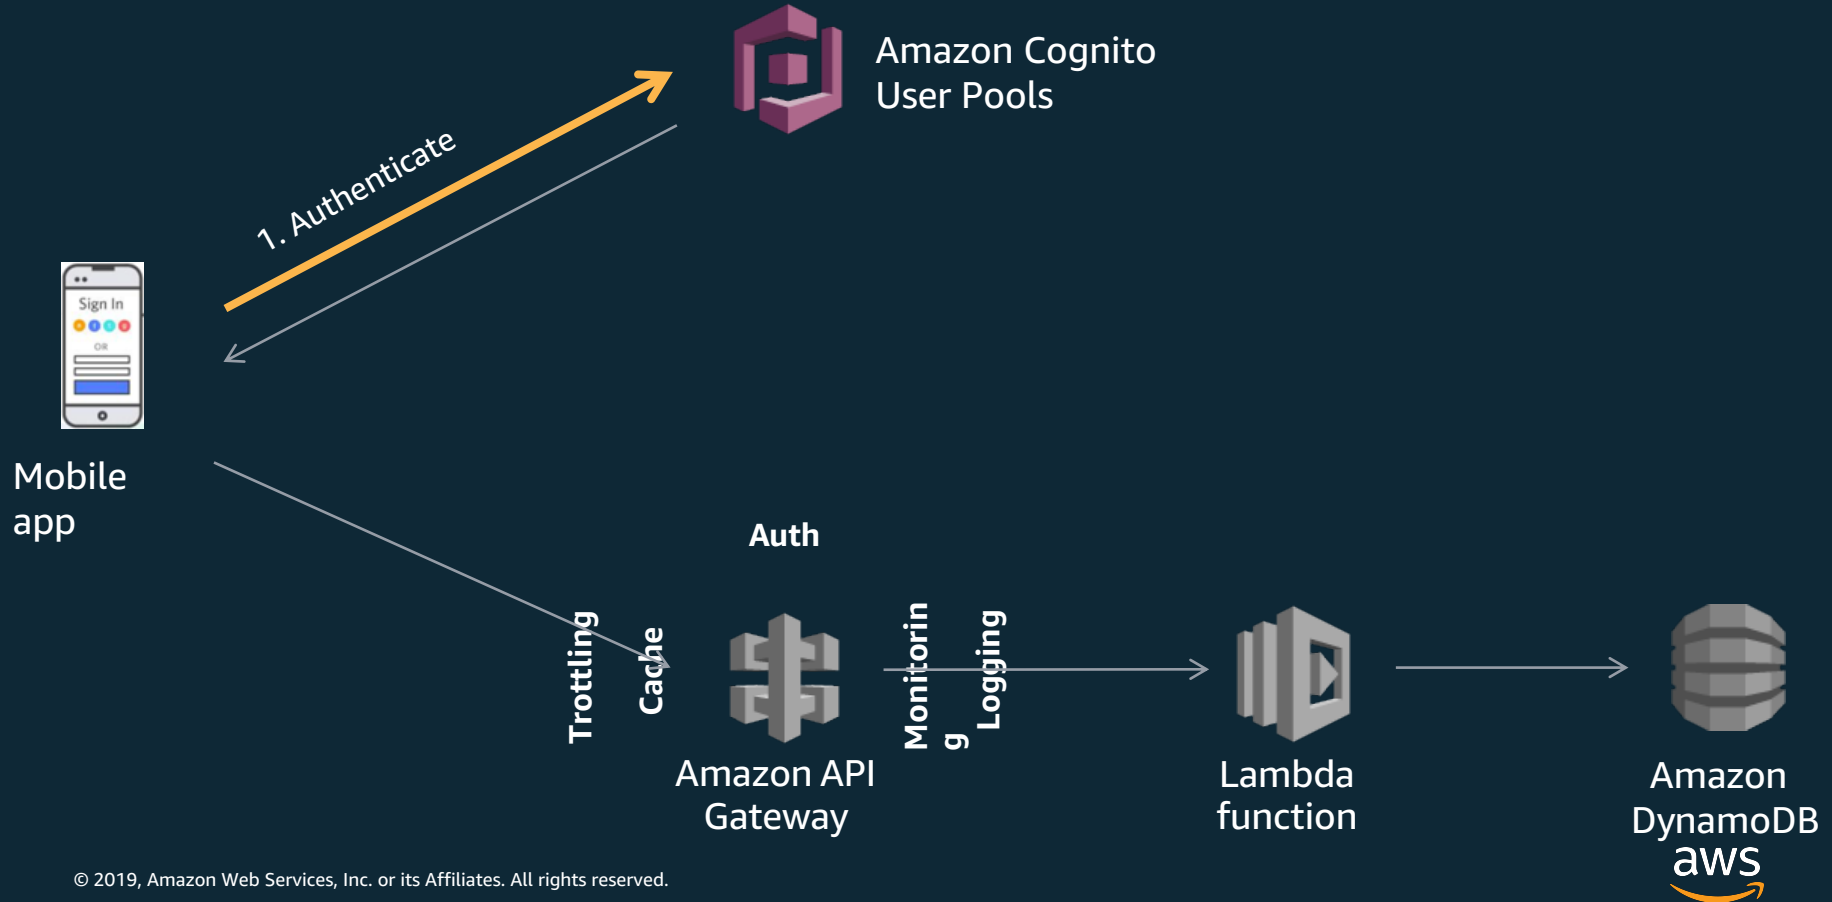 Amazon Cognito
User Pools
1. Authenticate
Sign In
OR
Mobile
app
Auth
Trottling
Cache
Monitorin
g
Logging
Amazon API
Gateway
Lambda
function
Amazon
DynamoDB
aws
© 2019, Amazon Web Services, Inc. or its Affiliates. All rights reserved.